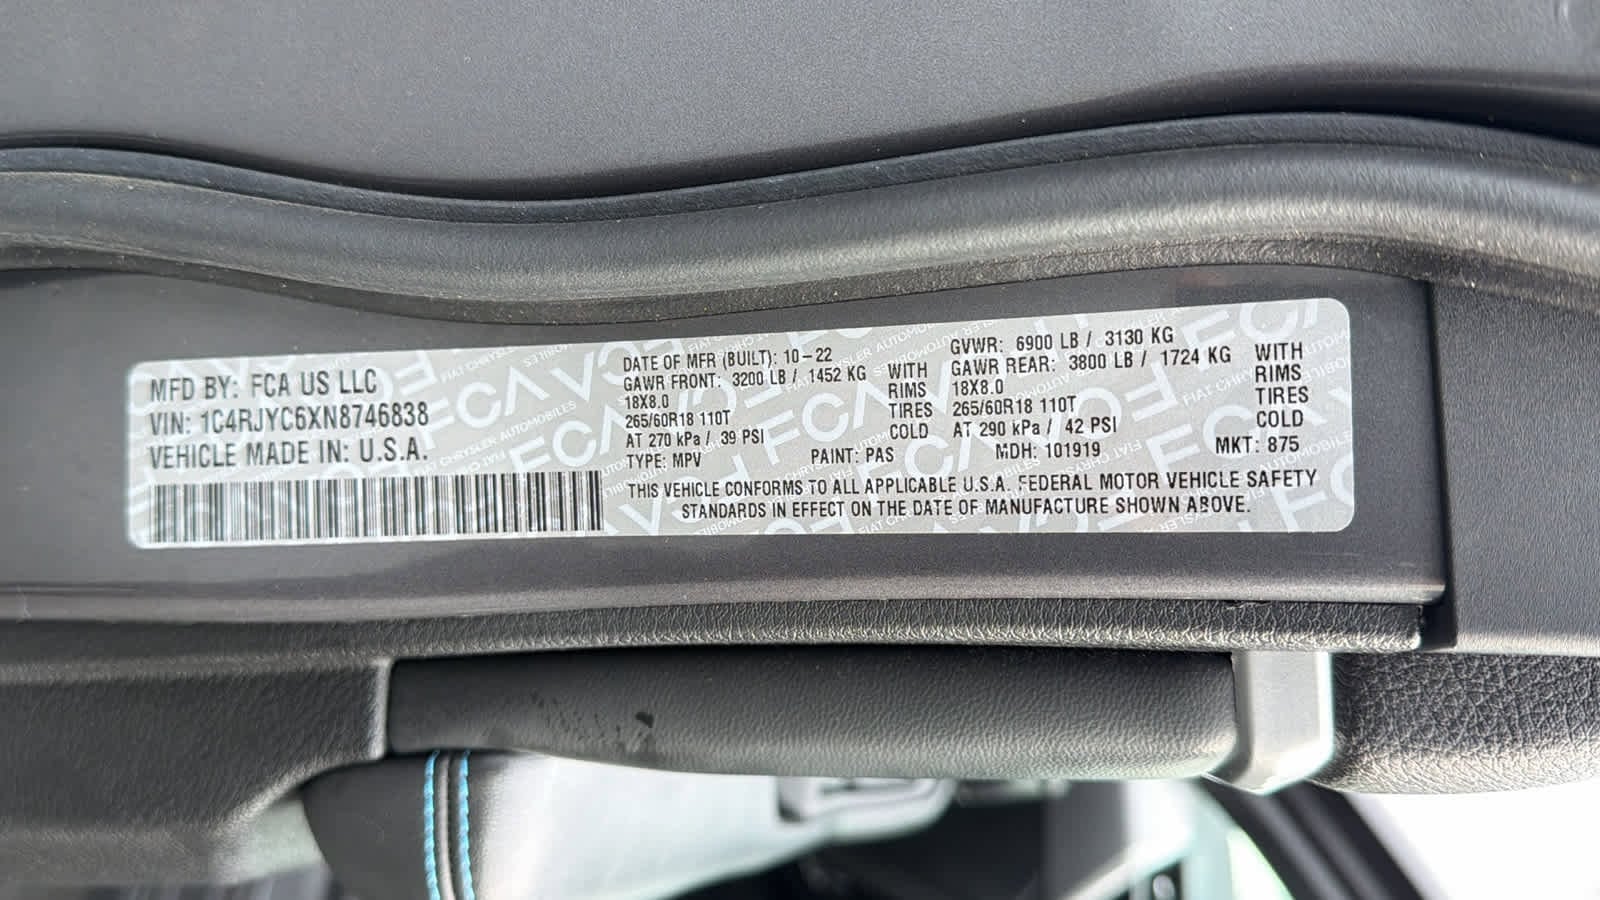 MFD BY: FCA US LLC
VIN: 1C4RJYC6XN8746838
VEHICLE MADE IN: U.S.A.
DATE OF MFR (BUILT): 10-22
GAWR FRONT: 3200 LB / 1452 KG WITH
18X8.0 RIMS
265/60R18 110T TIRES
AT 270 kPa / 39 PSI COLD
GVWR: 6900 LB / 3130 KG
GAWR REAR: 3800 LB / 1724 KG WITH
18X8.0 RIMS
265/60R18 110T TIRES
AT 290 kPa / 42 PSI COLD
TYPE: MPV PAINT: PAS MDH: 101919 MKT: 875
THIS VEHICLE CONFORMS TO ALL APPLICABLE U.S.A. FEDERAL MOTOR VEHICLE SAFETY
STANDARDS IN EFFECT ON THE DATE OF MANUFACTURE SHOWN ABOVE.